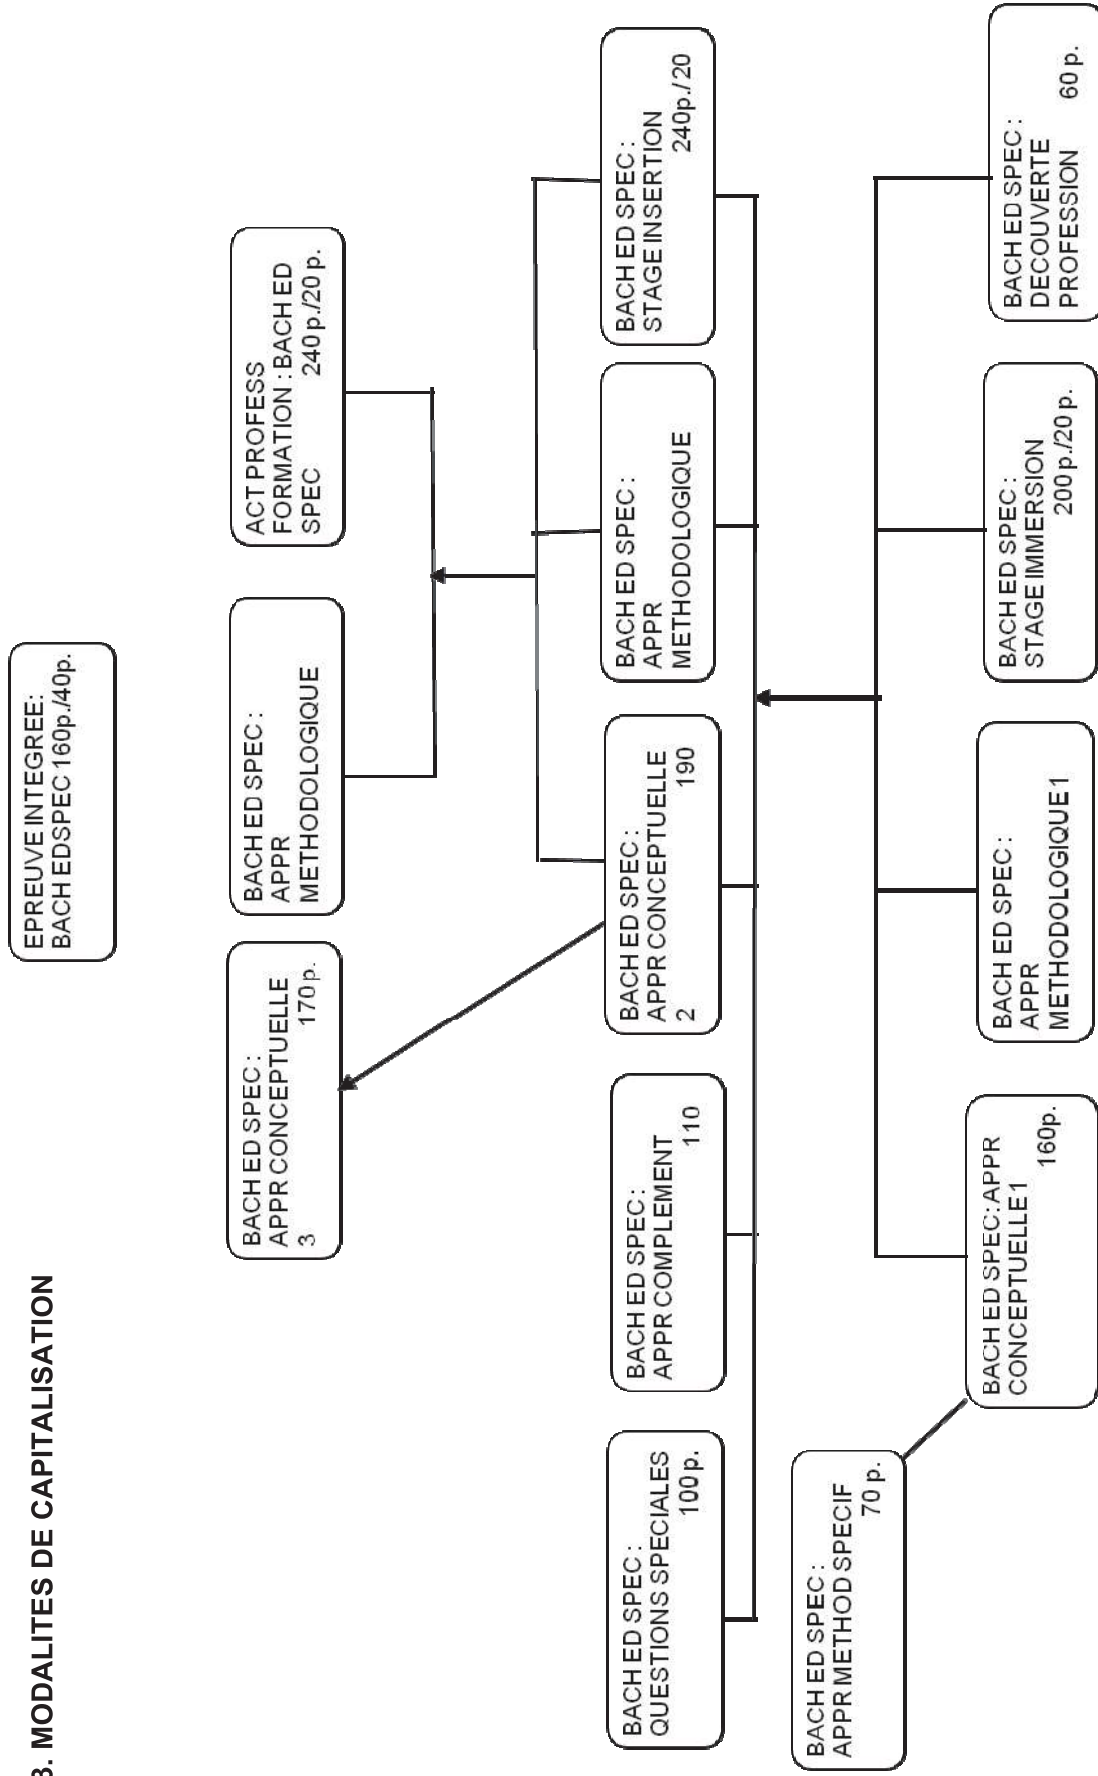 3. MODALITES DE CAPITALISATION
EPREUVE INTEGREE:
BACH EDSPEC 160p./40p.
BACH ED SPEC :
APPR CONCEPTUELLE
3 170 p.
BACH ED SPEC :
APPR
METHODOLOGIQUE
ACT PROFESS
FORMATION : BACH ED
SPEC 240 p./20 p.
BACH ED SPEC :
QUESTIONS SPECIALES
100 p.
BACH ED SPEC :
APPR COMPLEMENT
110
BACH ED SPEC :
APPR CONCEPTUELLE
2 190
BACH ED SPEC :
APPR
METHODOLOGIQUE
BACH ED SPEC :
STAGE INSERTION
240p./20
BACH ED SPEC :
APPR METHOD SPECIF
70 p.
BACH ED SPEC: APPR
CONCEPTUELLE 1
160p.
BACH ED SPEC :
APPR
METHODOLOGIQUE 1
BACH ED SPEC :
STAGE IMMERSION
200 p./20 p.
BACH ED SPEC :
DECOUVERTE
PROFESSION 60 p.